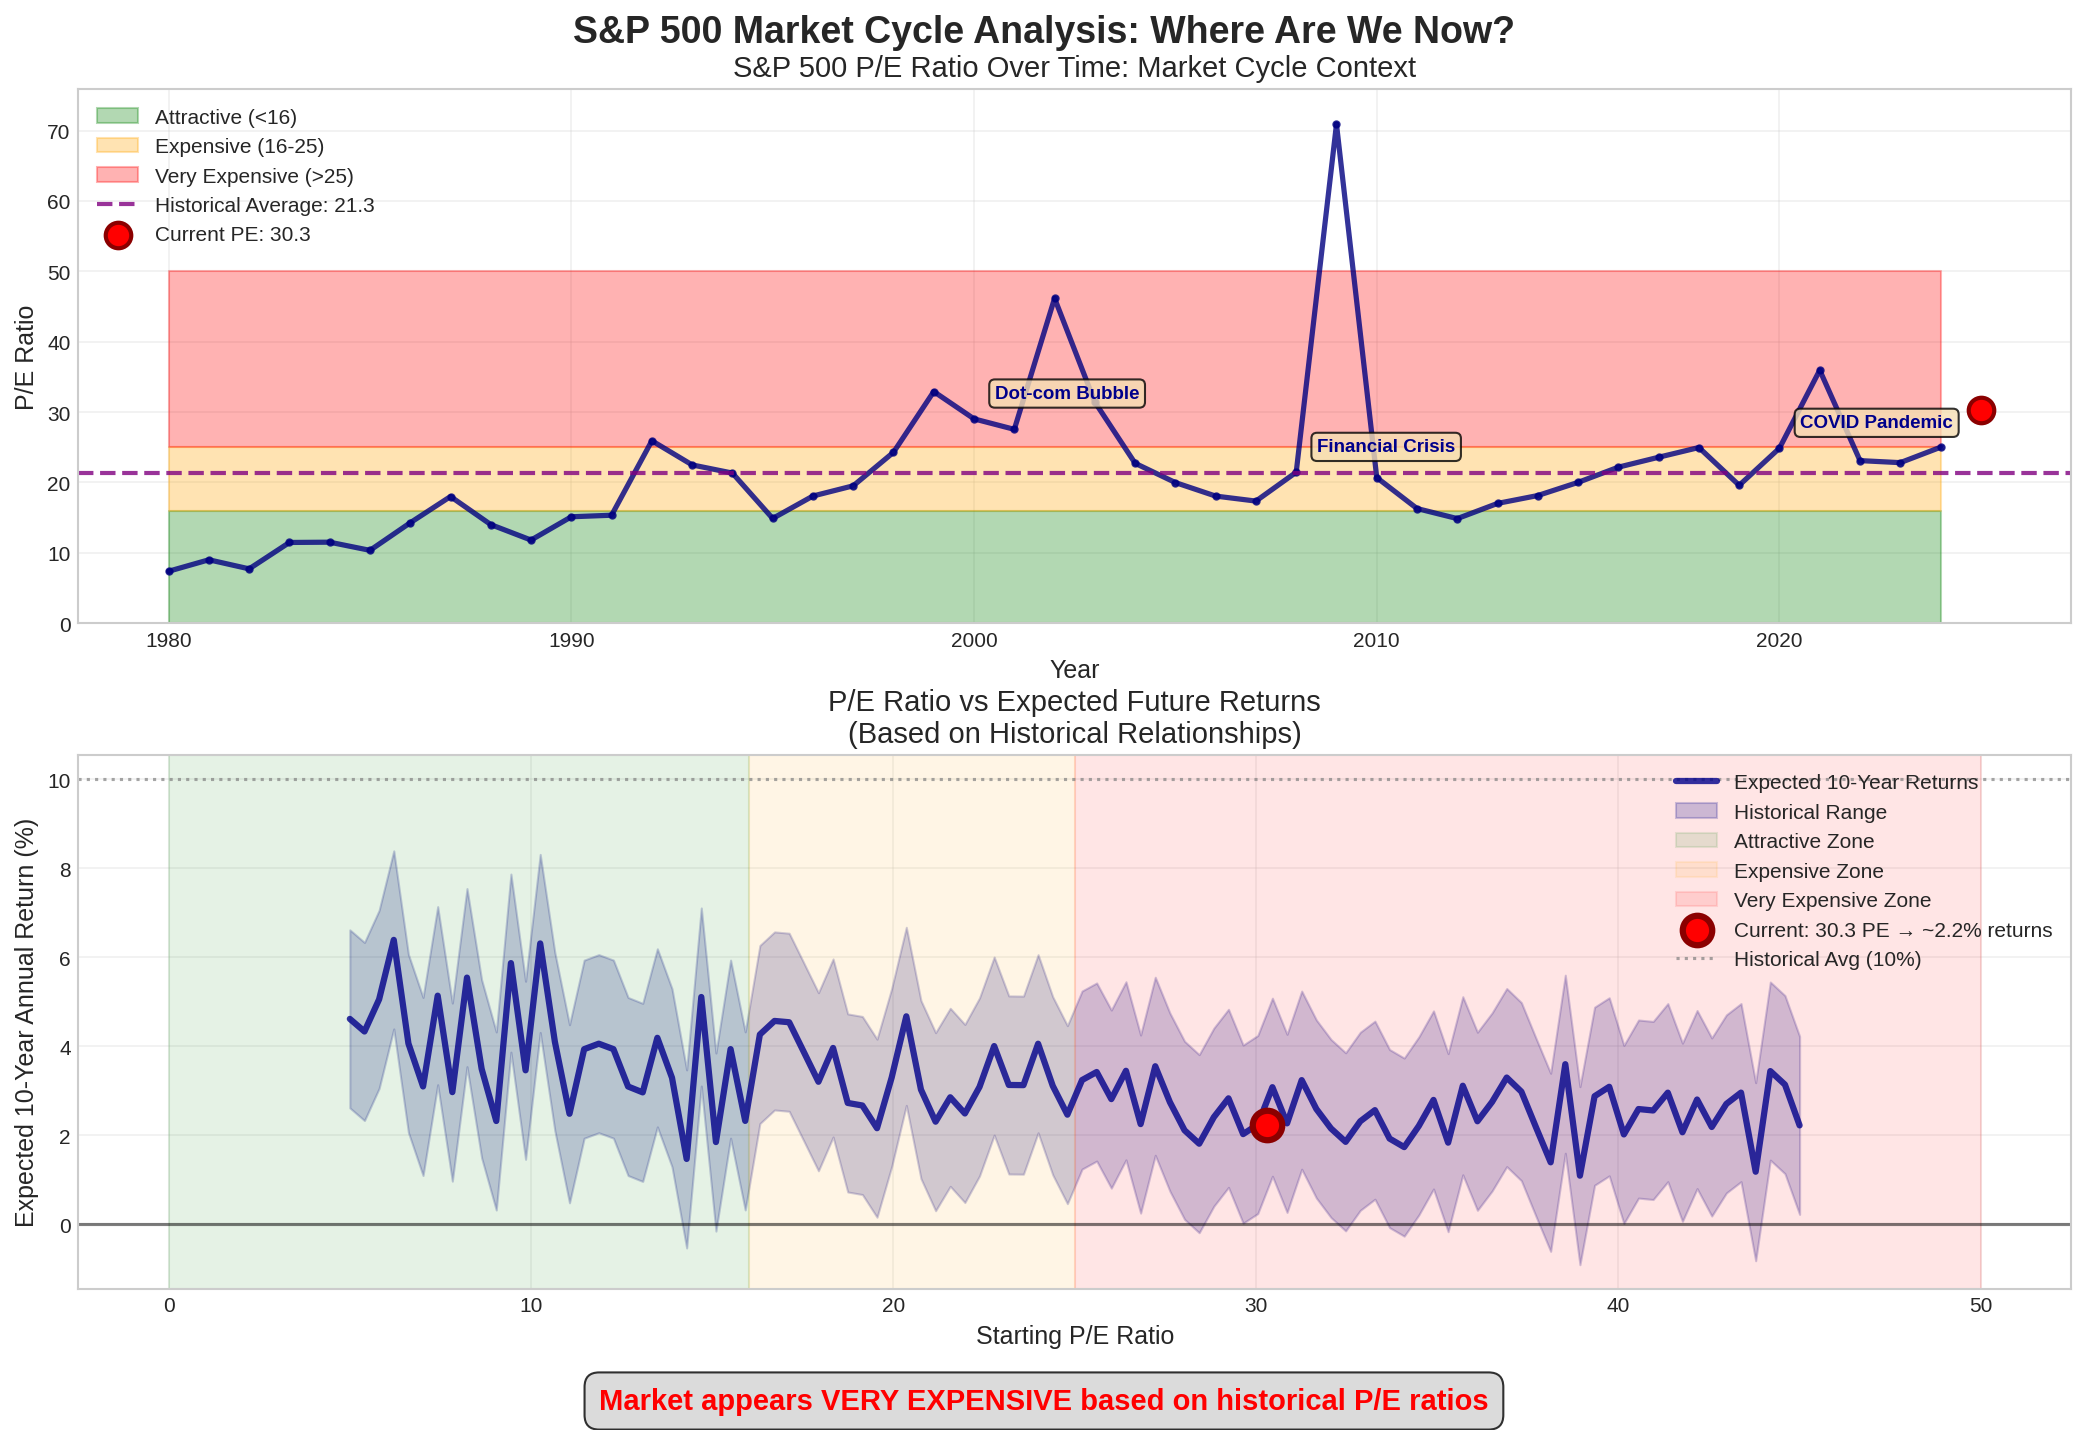 S&P 500 Market Cycle Analysis: Where Are We Now?
S&P 500 P/E Ratio Over Time: Market Cycle Context
Attractive (<16)
Expensive (16-25)
Very Expensive (>25)
Historical Average: 21.3
Current PE: 30.3
P/E Ratio
70
60
50
40
30
20
10
0
Dot-com Bubble
Financial Crisis
COVID Pandemic
1980
1990
2000
2010
2020
Year
P/E Ratio vs Expected Future Returns
(Based on Historical Relationships)
Expected 10-Year Annual Return (%)
10
8
6
4
2
0
Expected 10-Year Returns
Historical Range
Attractive Zone
Expensive Zone
Very Expensive Zone
Current: 30.3 PE → ~2.2% returns
Historical Avg (10%)
0
10
20
30
40
50
Starting P/E Ratio
Market appears VERY EXPENSIVE based on historical P/E ratios